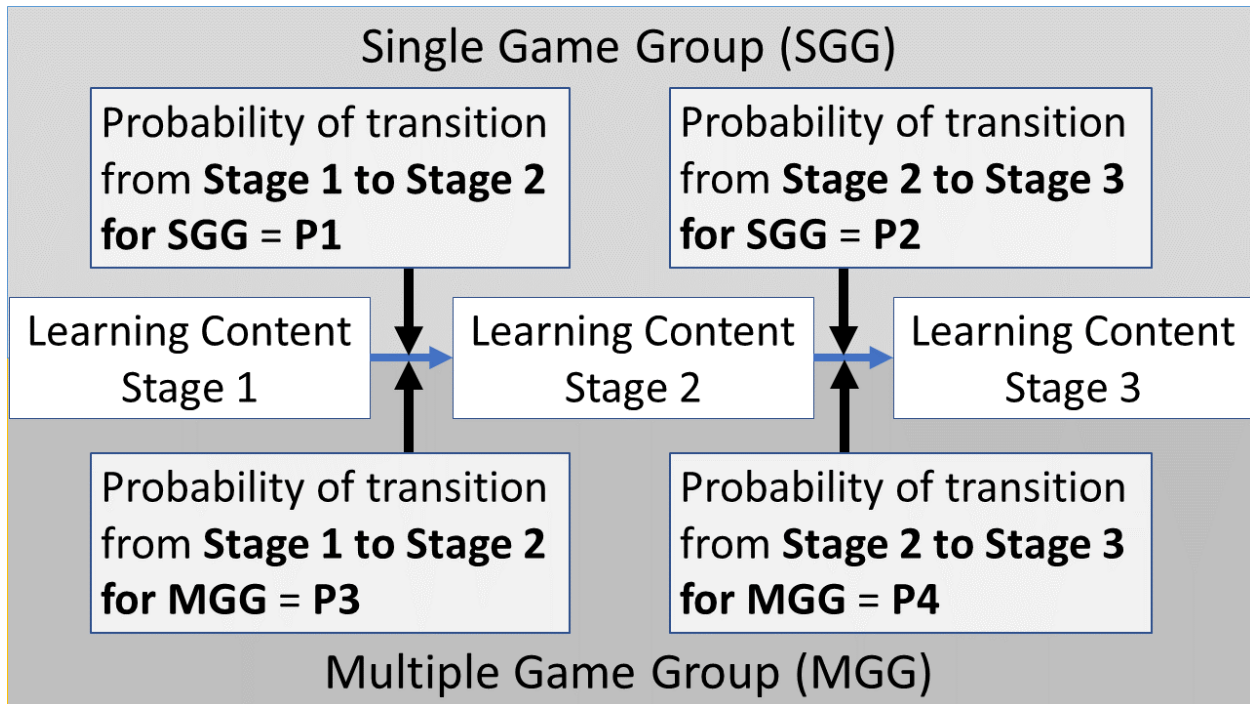 Single Game Group (SGG)
Probability of transition
from Stage 1 to Stage 2
for SGG = P1
Probability of transition
from Stage 2 to Stage 3
for SGG = P2
Learning Content
Stage 1
Learning Content
Stage 2
Learning Content
Stage 3
Probability of transition
from Stage 1 to Stage 2
for MGG = P3
Probability of transition
from Stage 2 to Stage 3
for MGG = P4
Multiple Game Group (MGG)